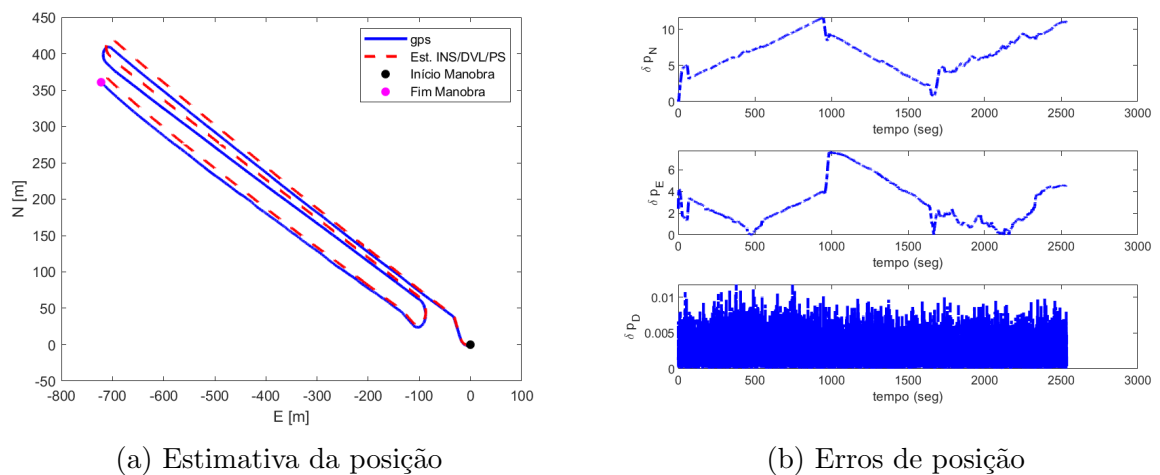 450
400
350
300
250
200
150
100
50
0
-50
N [m]
-800 -700 -600 -500 -400 -300 -200 -100 0 100
E [m]
gps
Est. INS/DVL/PS
Início Manobra
Fim Manobra
(a) Estimativa da posição
10
5
0
δ p_N
0 500 1000 1500 2000 2500 3000
tempo (seg)
6
4
2
0
δ p_E
0 500 1000 1500 2000 2500 3000
tempo (seg)
0.01
0.005
0
δ p_D
0 500 1000 1500 2000 2500 3000
tempo (seg)
(b) Erros de posição